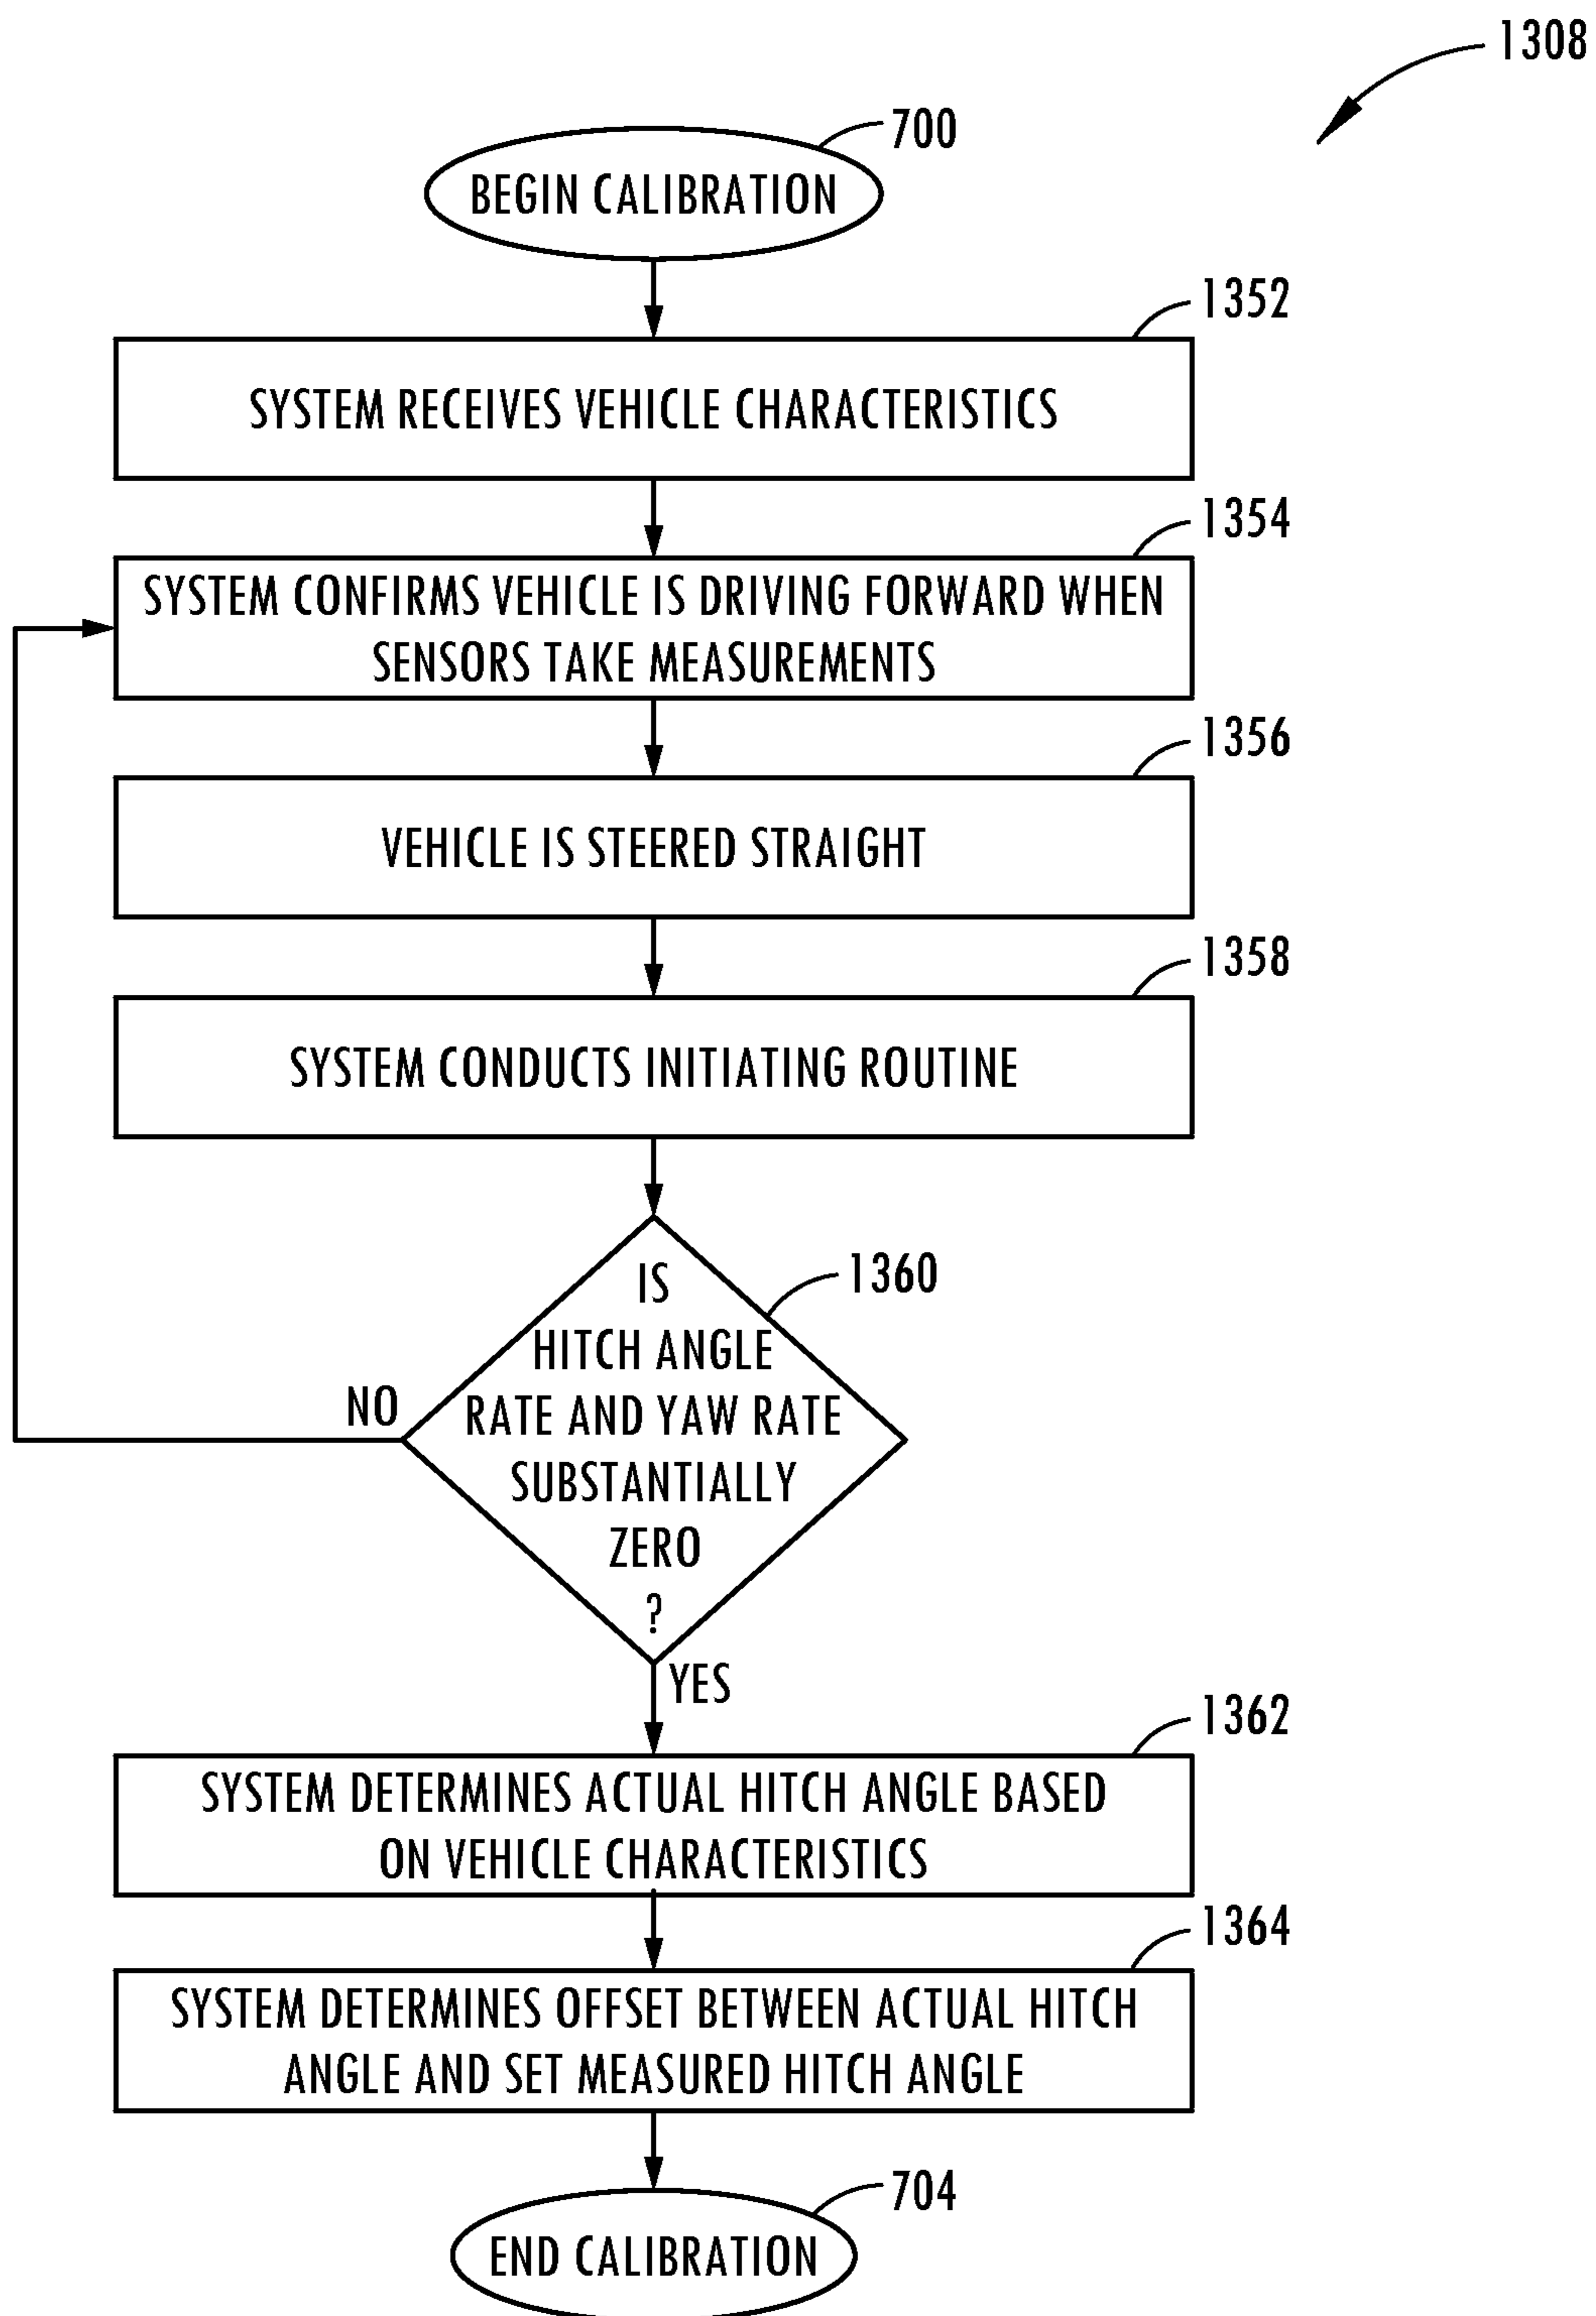 1308
700
BEGIN CALIBRATION
1352
SYSTEM RECEIVES VEHICLE CHARACTERISTICS
1354
SYSTEM CONFIRMS VEHICLE IS DRIVING FORWARD WHEN
SENSORS TAKE MEASUREMENTS
1356
VEHICLE IS STEERED STRAIGHT
1358
SYSTEM CONDUCTS INITIATING ROUTINE
1360
IS
HITCH ANGLE
RATE AND YAW RATE
SUBSTANTIALLY
ZERO
?
NO
YES
1362
SYSTEM DETERMINES ACTUAL HITCH ANGLE BASED
ON VEHICLE CHARACTERISTICS
1364
SYSTEM DETERMINES OFFSET BETWEEN ACTUAL HITCH
ANGLE AND SET MEASURED HITCH ANGLE
704
END CALIBRATION